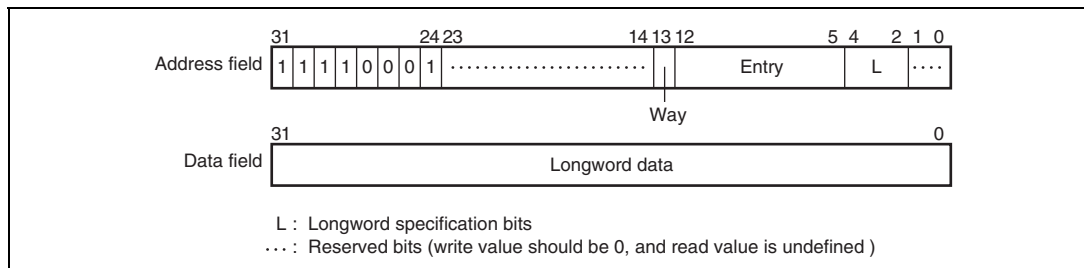 31 24 23 14 13 12 5 4 2 1 0
Address field 1 1 1 1 0 0 0 1 ........................ Entry L ....
Way
31 0
Data field Longword data
L : Longword specification bits
··· : Reserved bits (write value should be 0, and read value is undefined )